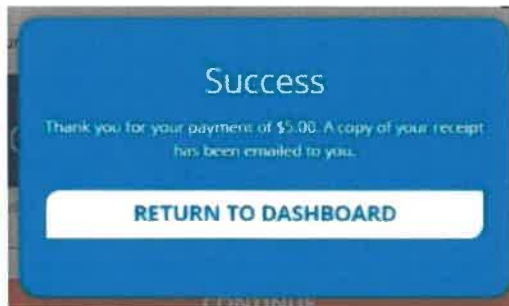 Success
Thank you for your payment of $5.00. A copy of your receipt
has been emailed to you.
RETURN TO DASHBOARD
CONTINUE